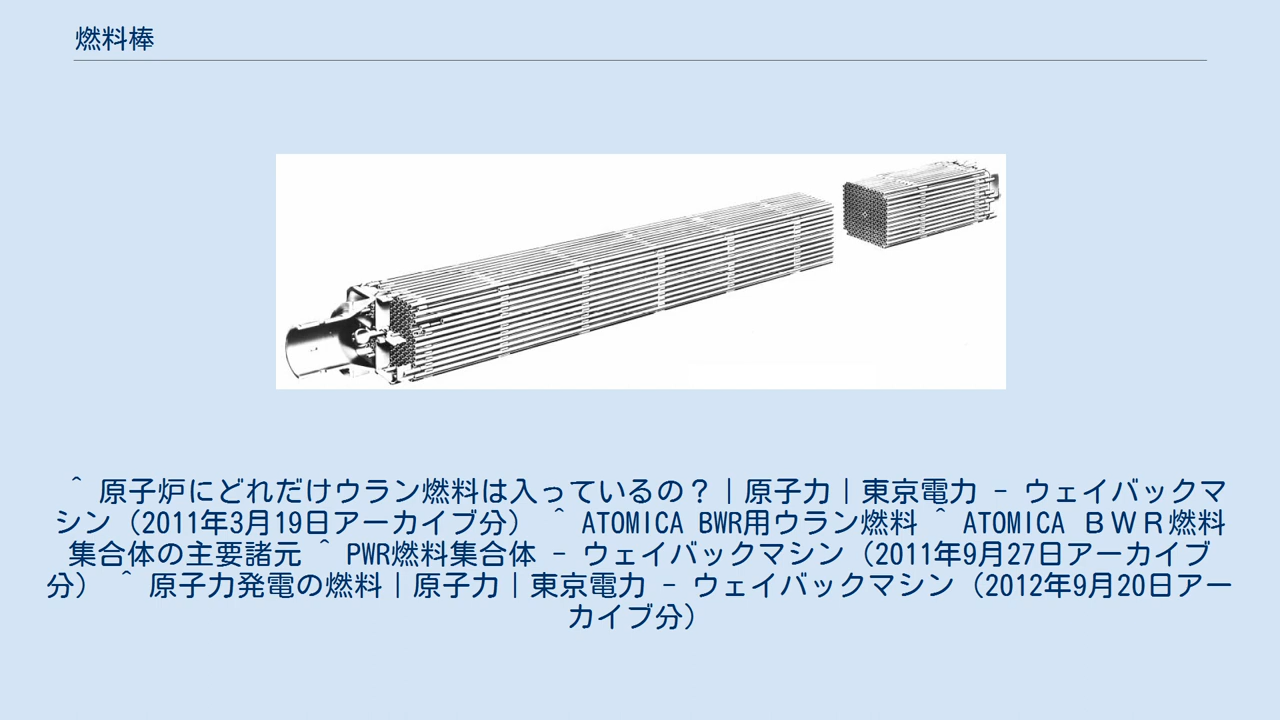 燃料棒
^ 原子炉にどれだけウラン燃料は入っているの？｜原子力｜東京電力 - ウェイバックマ
シン（2011年3月19日アーカイブ分） ^ ATOMICA BWR用ウラン燃料 ^ ATOMICA ＢＷＲ燃料
集合体の主要諸元 ^ PWR燃料集合体 - ウェイバックマシン（2011年9月27日アーカイブ
分） ^ 原子力発電の燃料｜原子力｜東京電力 - ウェイバックマシン（2012年9月20日アー
カイブ分）